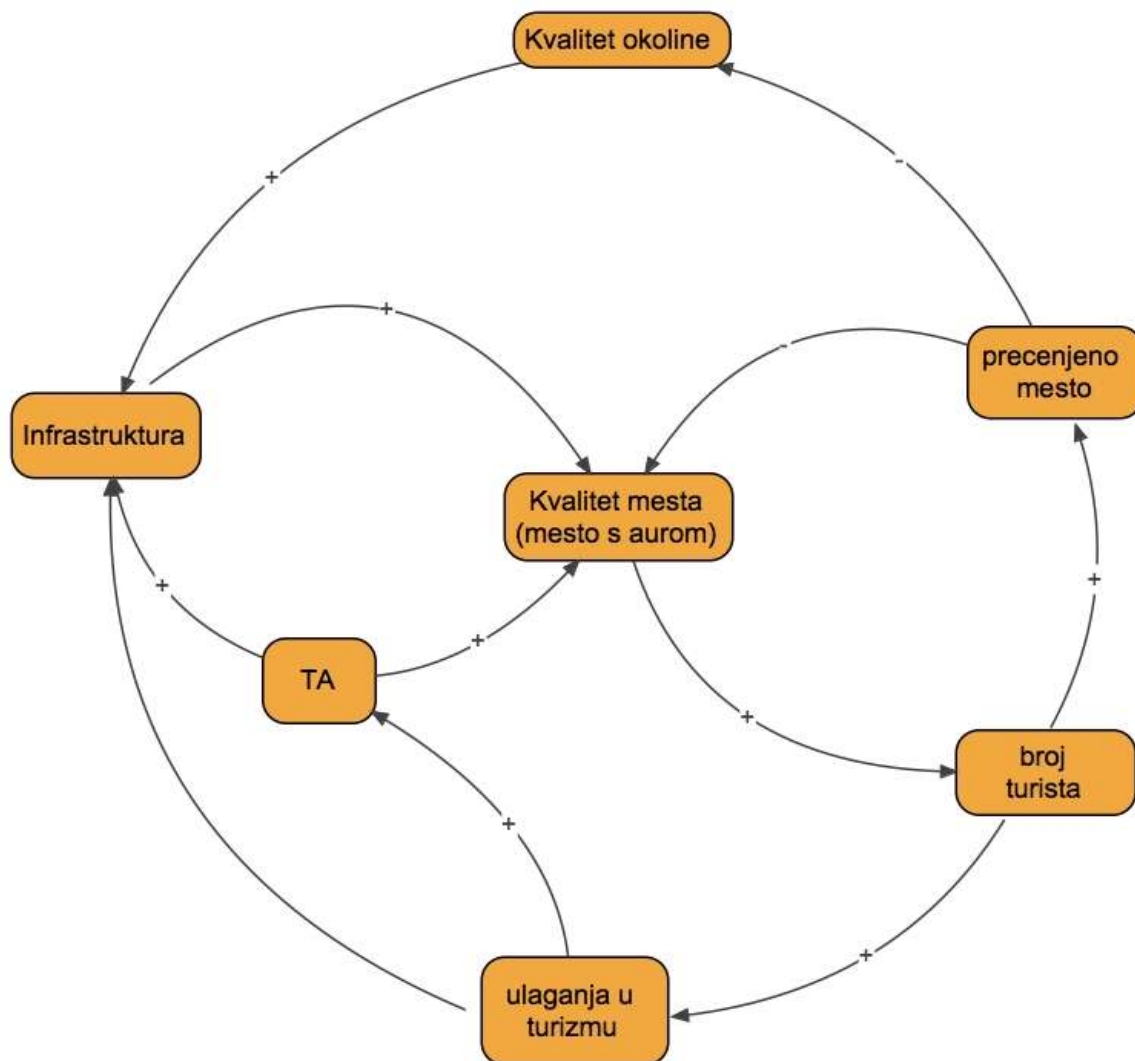 Kvalitet okoline
-
+
+
precenjeno
mesto
-
Infrastruktura
Kvalitet mesta
(mesto s aurom)
+
+
+
TA
+
broj
turista
+
+
ulaganja u
turizmu